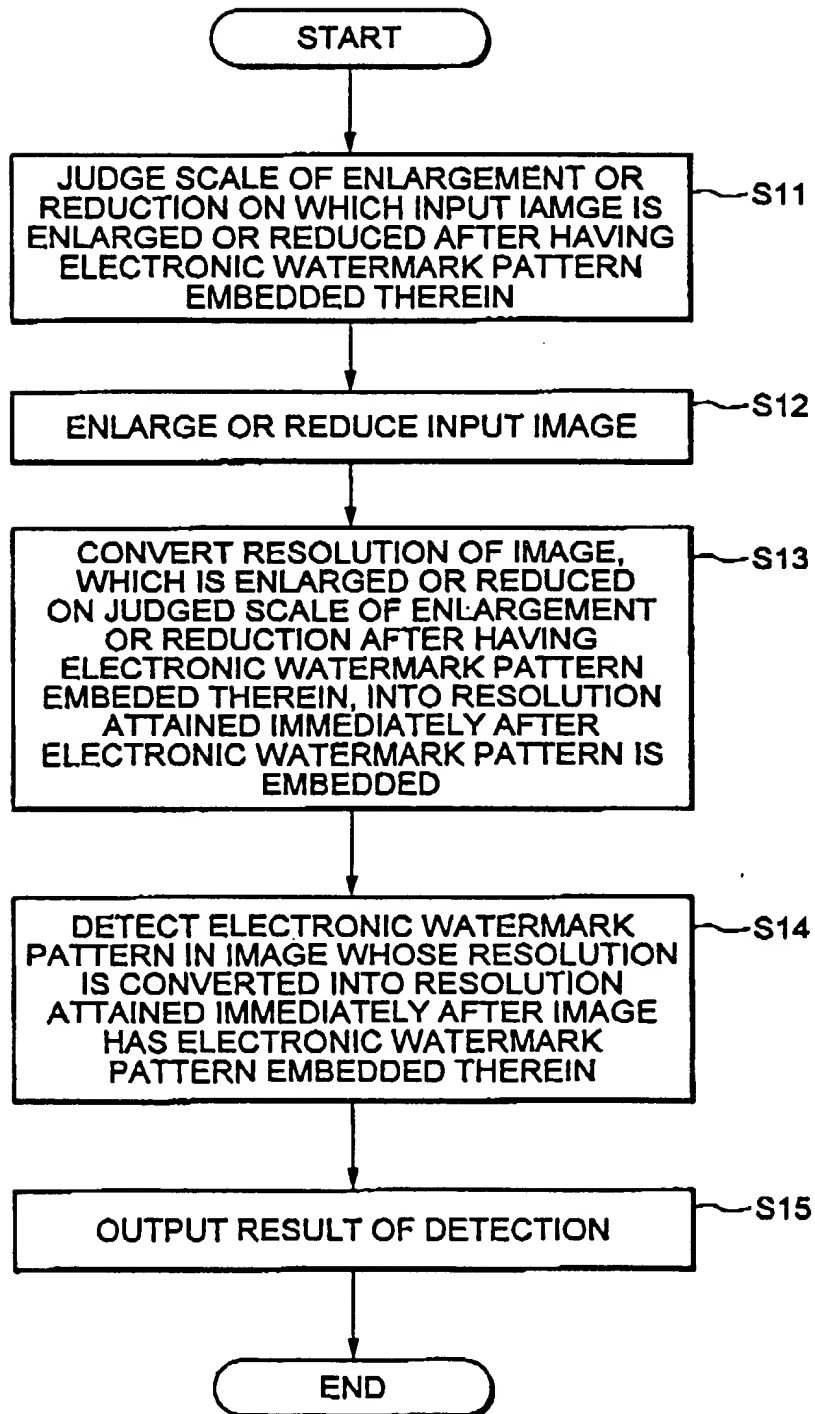 START
JUDGE SCALE OF ENLARGEMENT OR
REDUCTION ON WHICH INPUT IAMGE IS
ENLARGED OR REDUCED AFTER HAVING
ELECTRONIC WATERMARK PATTERN
EMBEDDED THEREIN
S11
ENLARGE OR REDUCE INPUT IMAGE
S12
CONVERT RESOLUTION OF IMAGE,
WHICH IS ENLARGED OR REDUCED
ON JUDGED SCALE OF ENLARGEMENT
OR REDUCTION AFTER HAVING
ELECTRONIC WATERMARK PATTERN
EMBEDED THEREIN, INTO RESOLUTION
ATTAINED IMMEDIATELY AFTER
ELECTRONIC WATERMARK PATTERN IS
EMBEDDED
S13
DETECT ELECTRONIC WATERMARK
PATTERN IN IMAGE WHOSE RESOLUTION
IS CONVERTED INTO RESOLUTION
ATTAINED IMMEDIATELY AFTER IMAGE
HAS ELECTRONIC WATERMARK
PATTERN EMBEDDED THEREIN
S14
OUTPUT RESULT OF DETECTION
S15
END